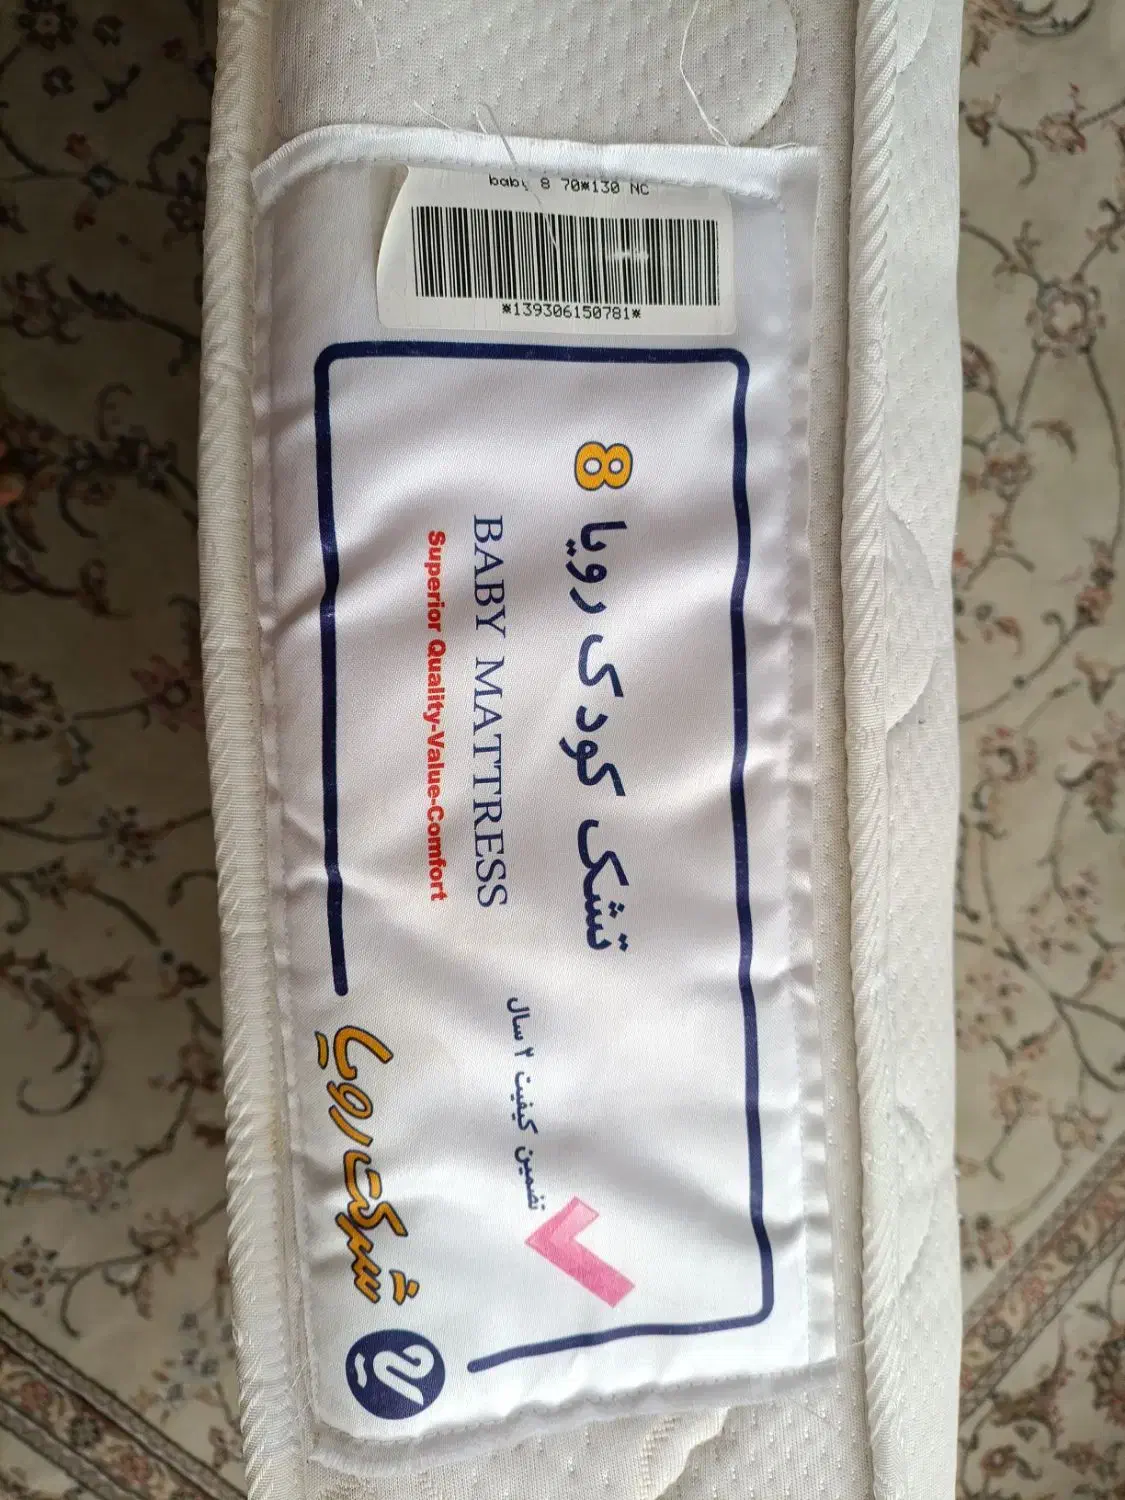 baby 8 70*130 NC
*139306150781*
تشک کودک رویا 8
BABY MATTRESS
Superior Quality-Value-Comfort
تضمین کیفیت ۲ سال
شرکت رویا